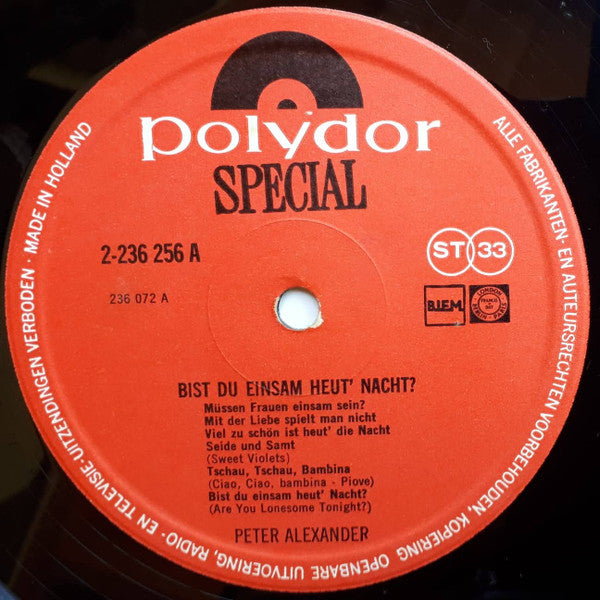 polydor
SPECIAL
2-236 256 A
236 072 A
ST 33
B.I.E.M.
LONDON
BERLIN - PARIS
BIST DU EINSAM HEUT' NACHT?
Müssen Frauen einsam sein?
Mit der Liebe spielt man nicht
Viel zu schön ist heut' die Nacht
Seide und Samt
(Sweet Violets)
Tschau, Tschau, Bambina
(Ciao, Ciao, bambina - Piove)
Bist du einsam heut' Nacht?
(Are You Lonesome Tonight?)
PETER ALEXANDER
ALLE FABRIKANTEN- EN AUTEURSRECHTEN VOORBEHOUDEN, KOPIERING, OPENBARE UITVOERING, RADIO- EN TELEVISIE-UITZENDINGEN VERBODEN · MADE IN HOLLAND